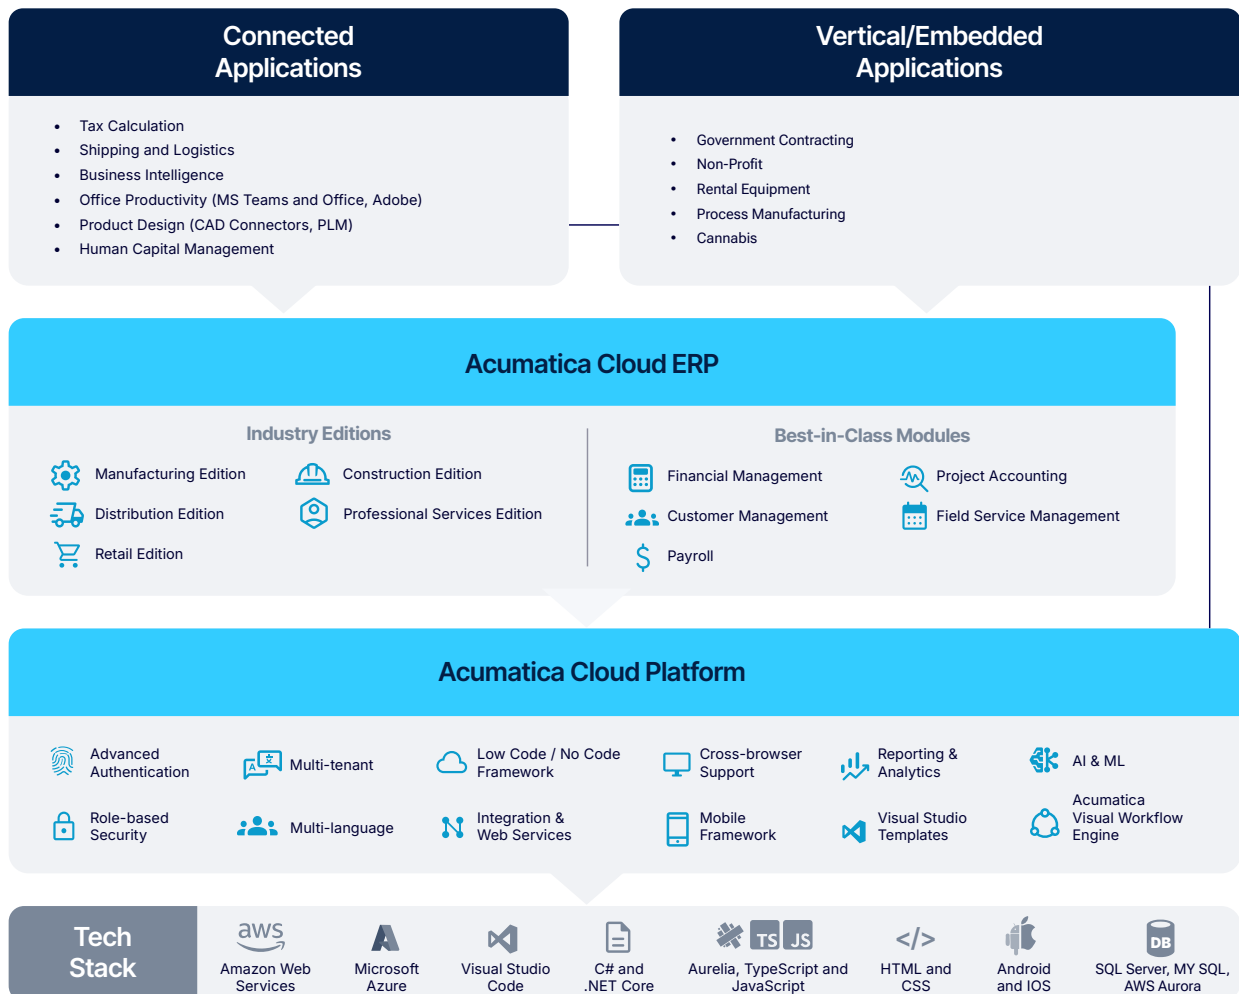 Connected
Applications
• Tax Calculation
• Shipping and Logistics
• Business Intelligence
• Office Productivity (MS Teams and Office, Adobe)
• Product Design (CAD Connectors, PLM)
• Human Capital Management
Vertical/Embedded
Applications
• Government Contracting
• Non-Profit
• Rental Equipment
• Process Manufacturing
• Cannabis
Acumatica Cloud ERP
Industry Editions
Manufacturing Edition
Distribution Edition
Retail Edition
Construction Edition
Professional Services Edition
Best-in-Class Modules
Financial Management
Customer Management
Payroll
Project Accounting
Field Service Management
Acumatica Cloud Platform
Advanced
Authentication
A
文
Multi-tenant
Low Code / No Code
Framework
Cross-browser
Support
Reporting &
Analytics
AI & ML
Role-based
Security
Multi-language
Integration &
Web Services
Mobile
Framework
Visual Studio
Templates
Acumatica
Visual Workflow
Engine
Tech
Stack
aws
Amazon Web
Services
Microsoft
Azure
Visual Studio
Code
C# and
.NET Core
TS
JS
Aurelia, TypeScript and
JavaScript
</>
HTML and
CSS
Android
and IOS
DB
SQL Server, MY SQL,
AWS Aurora